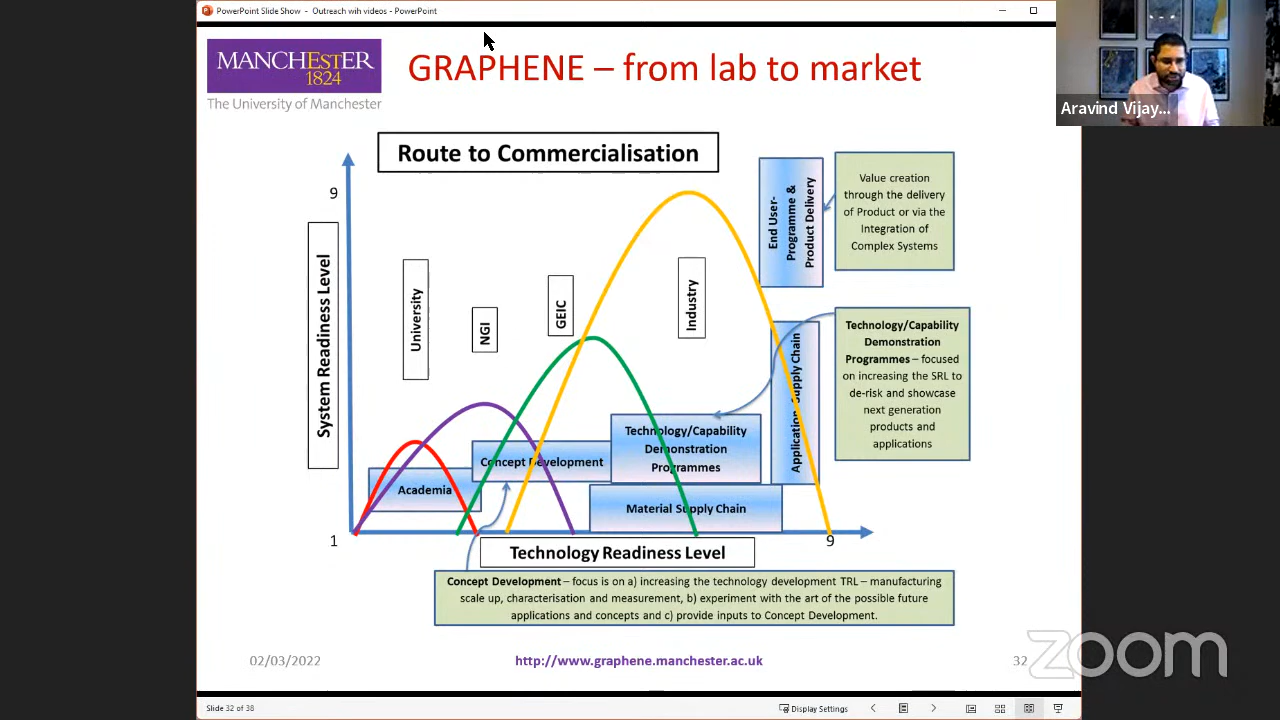 PowerPoint Slide Show - Outreach wih videos - PowerPoint
MANCHESTER
1824
The University of Manchester
GRAPHENE – from lab to market
Aravind Vijay...
Route to Commercialisation
9
System Readiness Level
University
NGI
GEIC
Industry
End User-
Programme &
Product Delivery
Value creation
through the delivery
of Product or via the
Integration of
Complex Systems
Technology/Capability
Demonstration
Programmes – focused
on increasing the SRL to
de-risk and showcase
next generation
products and
applications
Application Supply Chain
Technology/Capability
Demonstration
Programmes
Concept Development
Academia
Material Supply Chain
1
Technology Readiness Level
9
Concept Development – focus is on a) increasing the technology development TRL – manufacturing
scale up, characterisation and measurement, b) experiment with the art of the possible future
applications and concepts and c) provide inputs to Concept Development.
02/03/2022
http://www.graphene.manchester.ac.uk
32
zoom
Slide 32 of 38
Display Settings